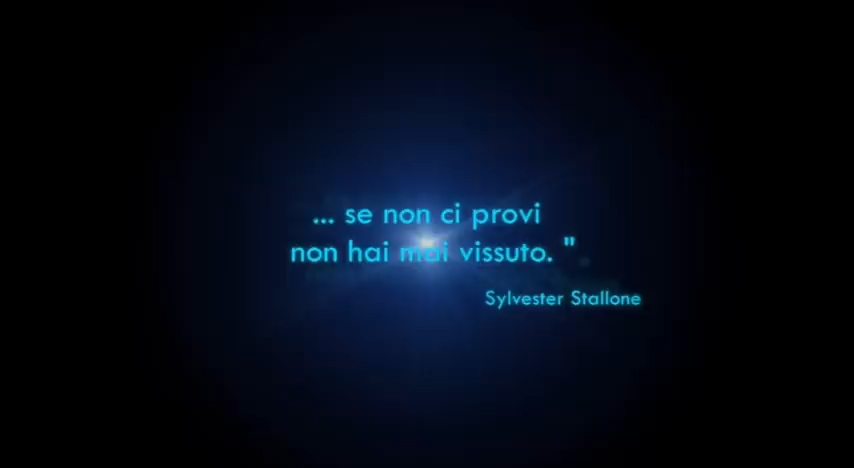 ... se non ci provi
non hai mai vissuto. "
Sylvester Stallone